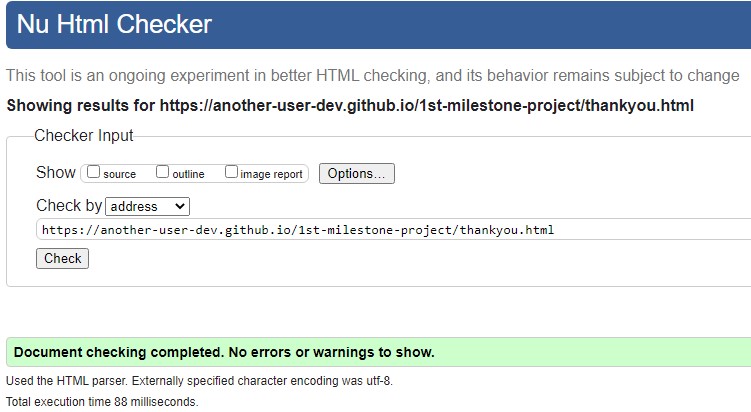 Nu Html Checker
This tool is an ongoing experiment in better HTML checking, and its behavior remains subject to change
Showing results for https://another-user-dev.github.io/1st-milestone-project/thankyou.html
Checker Input
Show source outline image report Options...
Check by address
https://another-user-dev.github.io/1st-milestone-project/thankyou.html
Check
Document checking completed. No errors or warnings to show.
Used the HTML parser. Externally specified character encoding was utf-8.
Total execution time 88 milliseconds.